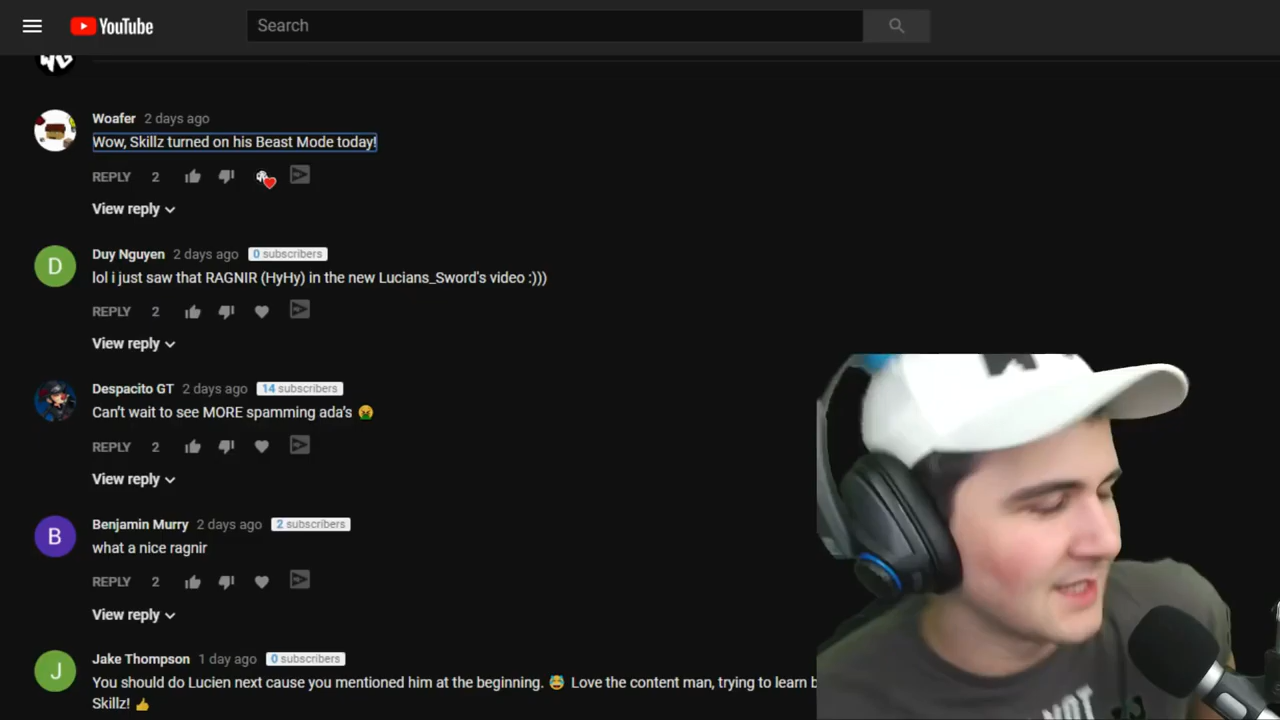 YouTube
Search
Woafer 2 days ago
Wow, Skillz turned on his Beast Mode today!
REPLY 2
View reply
Duy Nguyen 2 days ago 0 subscribers
lol i just saw that RAGNIR (HyHy) in the new Lucians_Sword's video :)))
REPLY 2
View reply
Despacito GT 2 days ago 14 subscribers
Can't wait to see MORE spamming ada's 🤮
REPLY 2
View reply
Benjamin Murry 2 days ago 2 subscribers
what a nice ragnir
REPLY 2
View reply
Jake Thompson 1 day ago 0 subscribers
You should do Lucien next cause you mentioned him at the beginning. 😅 Love the content man, trying to learn
Skillz! 👍
NOT